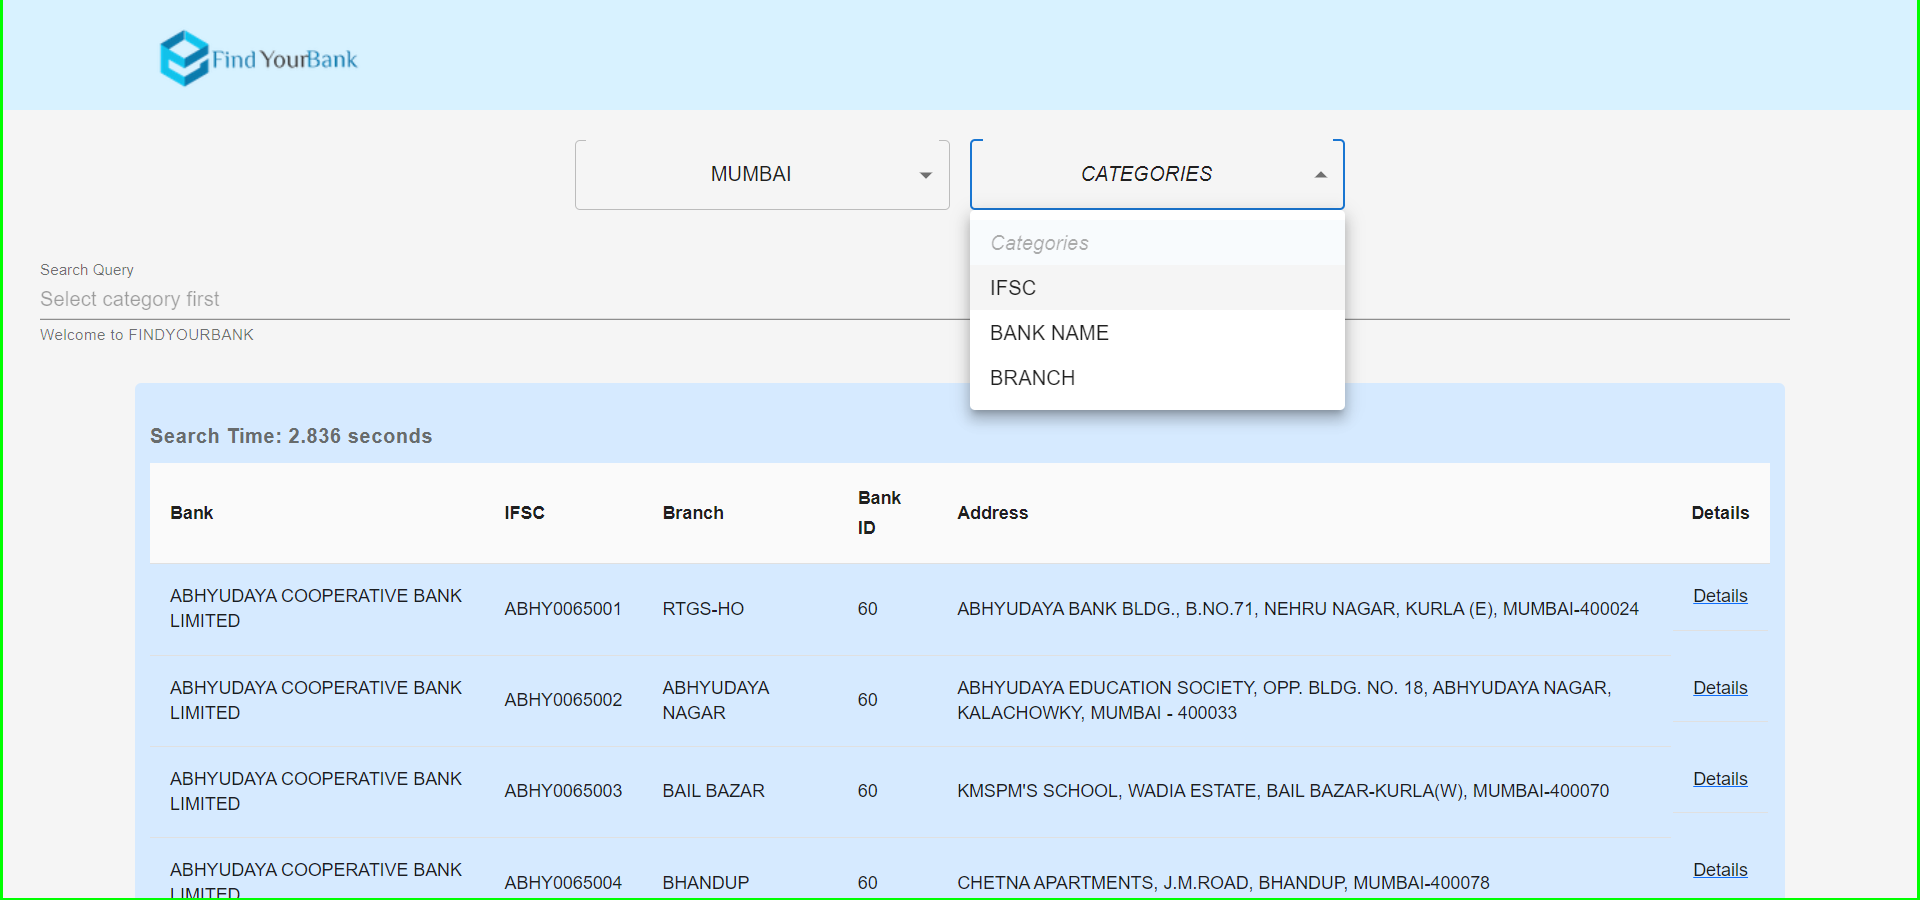 Find YourBank
MUMBAI
CATEGORIES
Categories
IFSC
BANK NAME
BRANCH
Search Query
Select category first
Welcome to FINDYOURBANK
Search Time: 2.836 seconds
Bank IFSC Branch Bank ID Address Details
ABHYUDAYA COOPERATIVE BANK
LIMITED
ABHY0065001
RTGS-HO
60
ABHYUDAYA BANK BLDG., B.NO.71, NEHRU NAGAR, KURLA (E), MUMBAI-400024
Details
ABHYUDAYA COOPERATIVE BANK
LIMITED
ABHY0065002
ABHYUDAYA
NAGAR
60
ABHYUDAYA EDUCATION SOCIETY, OPP. BLDG. NO. 18, ABHYUDAYA NAGAR,
KALACHOWKY, MUMBAI - 400033
Details
ABHYUDAYA COOPERATIVE BANK
LIMITED
ABHY0065003
BAIL BAZAR
60
KMSPM'S SCHOOL, WADIA ESTATE, BAIL BAZAR-KURLA(W), MUMBAI-400070
Details
ABHYUDAYA COOPERATIVE BANK
LIMITED
ABHY0065004
BHANDUP
60
CHETNA APARTMENTS, J.M.ROAD, BHANDUP, MUMBAI-400078
Details